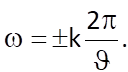 ω = ±k 2π/ϑ.